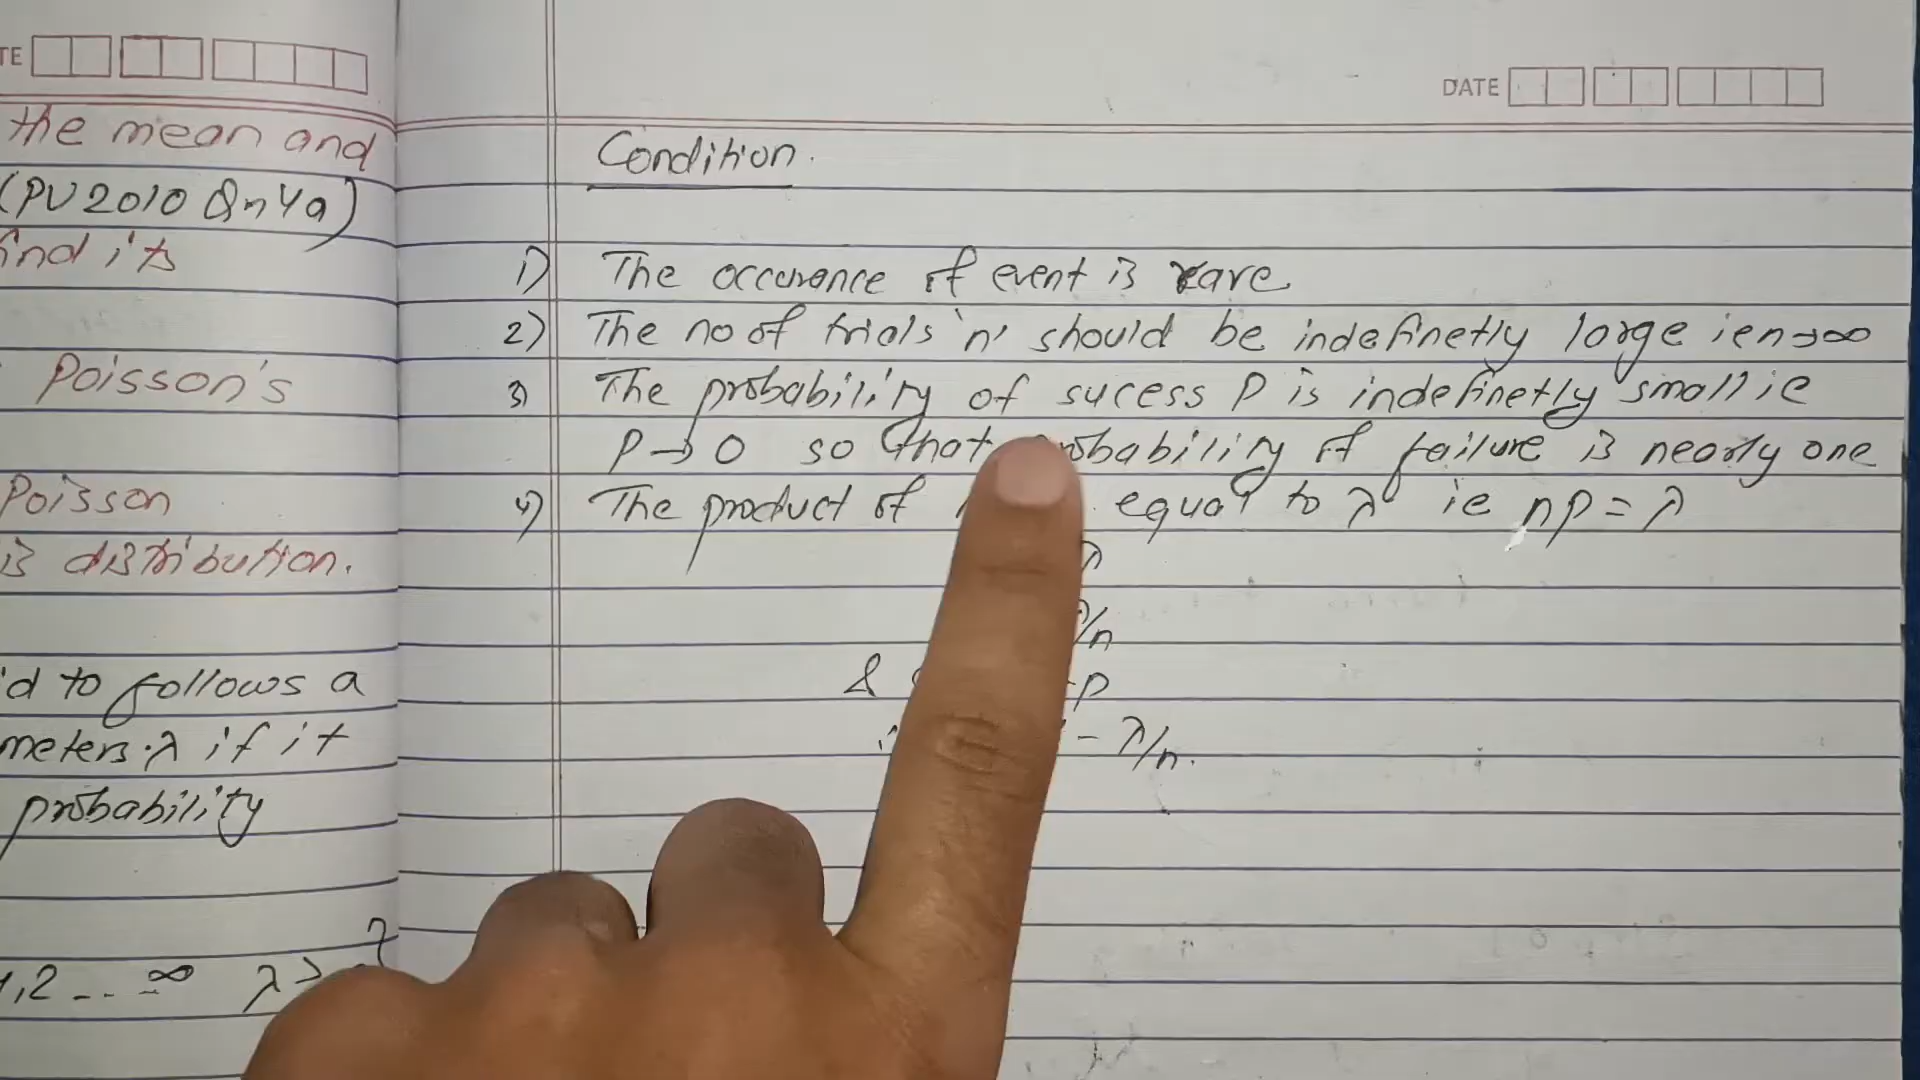 TE
the mean and
(PU 2010 Qn 4a)
find its
Poisson's
Poisson
is distribution.
'd to follows a
meters λ if it
probability
1,2 - - - ∞ λ >
DATE
Condition.
1) The occurence of event is rare
2) The no of trials 'n' should be indefinetly large ie n→∞
3) The probability of sucess P is indefinetly small ie
P → 0 so that probability of failure is nearly one
4) The product of equal to λ ie np = λ
λ
λ/n
& -p
- λ/n.